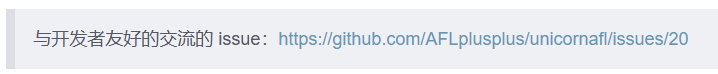 与开发者友好的交流的 issue：https://github.com/AFLplusplus/unicornafl/issues/20